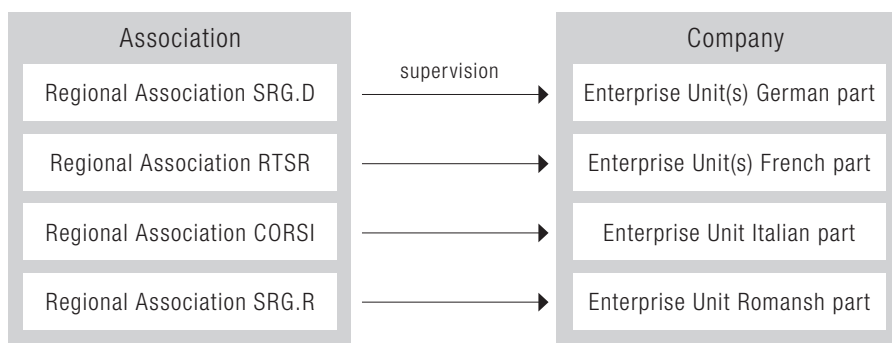 Association
Company
supervision
Regional Association SRG.D
Enterprise Unit(s) German part
Regional Association RTSR
Enterprise Unit(s) French part
Regional Association CORSI
Enterprise Unit Italian part
Regional Association SRG.R
Enterprise Unit Romansh part